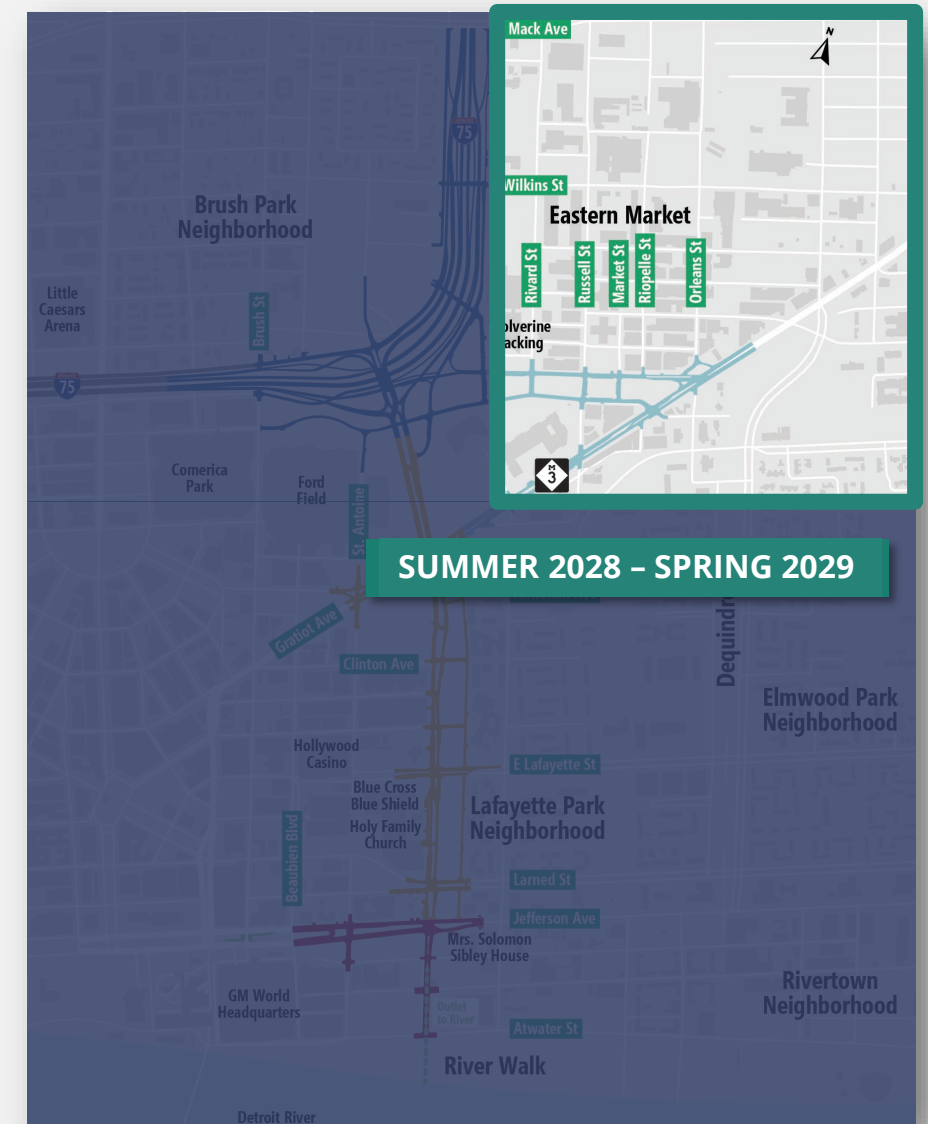 Mack Ave
N
75
Wilkins St
Eastern Market
Brush Park
Neighborhood
Rivard St
Russell St
Market St
Riopelle St
Orleans St
Little
Caesars
Arena
Brush St
olverine
acking
75
Comerica
Park
Ford
Field
M
3
St. Antoine
SUMMER 2028 – SPRING 2029
Gratiot Ave
Dequindre
Clinton Ave
Elmwood Park
Neighborhood
Hollywood
Casino
E Lafayette St
Blue Cross
Blue Shield
Lafayette Park
Neighborhood
Holy Family
Church
Beaubien Blvd
Larned St
Jefferson Ave
Mrs. Solomon
Sibley House
Rivertown
Neighborhood
GM World
Headquarters
Outlet
to River
Atwater St
River Walk
Detroit River